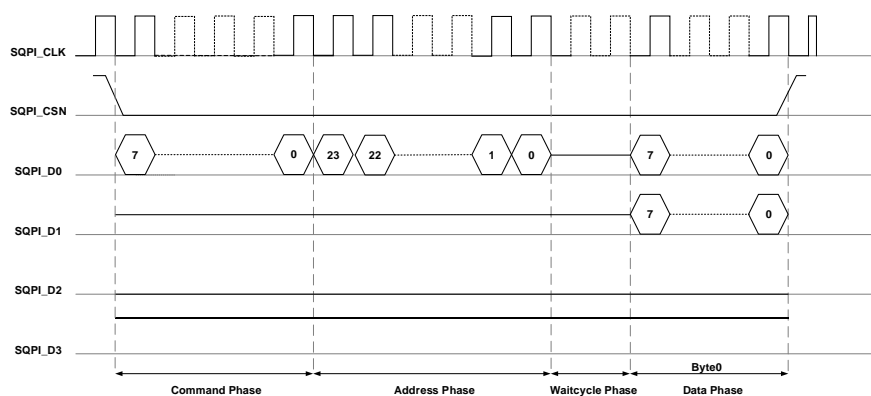 SQPI_CLK
SQPI_CSN
7 0 23 22 1 0 7 0
SQPI_D0
7 0
SQPI_D1
SQPI_D2
SQPI_D3
Byte0
Command Phase Address Phase Waitcycle Phase Data Phase